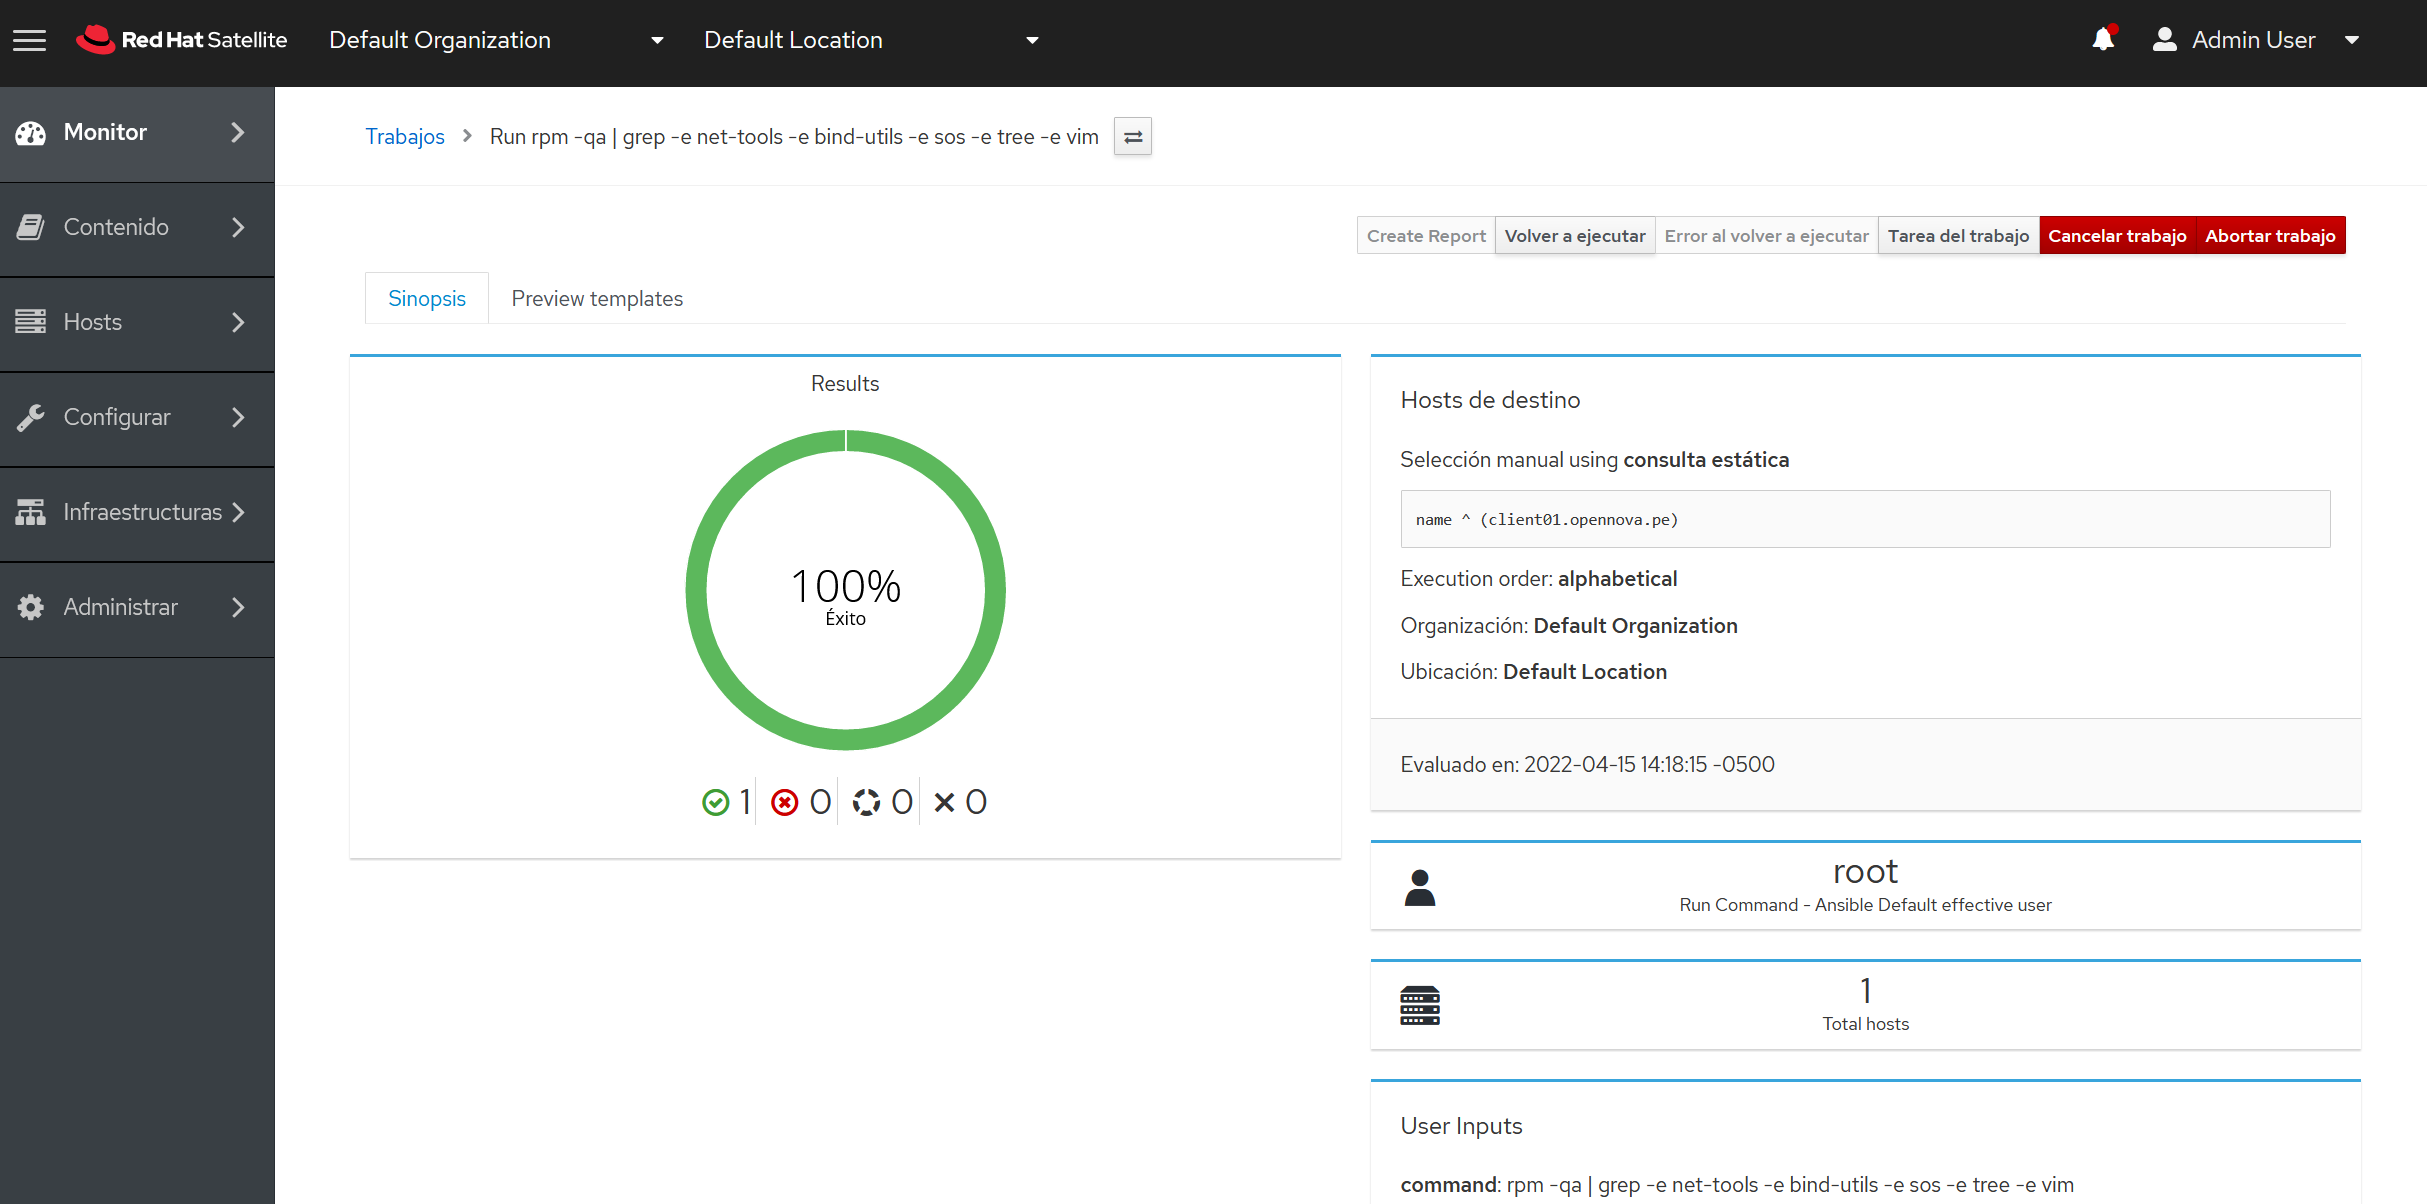 Red Hat Satellite Default Organization Default Location Admin User
Monitor
Contenido
Hosts
Configurar
Infraestructuras
Administrar
Trabajos > Run rpm -qa | grep -e net-tools -e bind-utils -e sos -e tree -e vim
Create Report Volver a ejecutar Error al volver a ejecutar Tarea del trabajo Cancelar trabajo Abortar trabajo
Sinopsis Preview templates
Results
100%
Éxito
1 0 0 0
Hosts de destino
Selección manual using consulta estática
name ^ (client01.opennova.pe)
Execution order: alphabetical
Organización: Default Organization
Ubicación: Default Location
Evaluado en: 2022-04-15 14:18:15 -0500
root
Run Command - Ansible Default effective user
1
Total hosts
User Inputs
command: rpm -qa | grep -e net-tools -e bind-utils -e sos -e tree -e vim